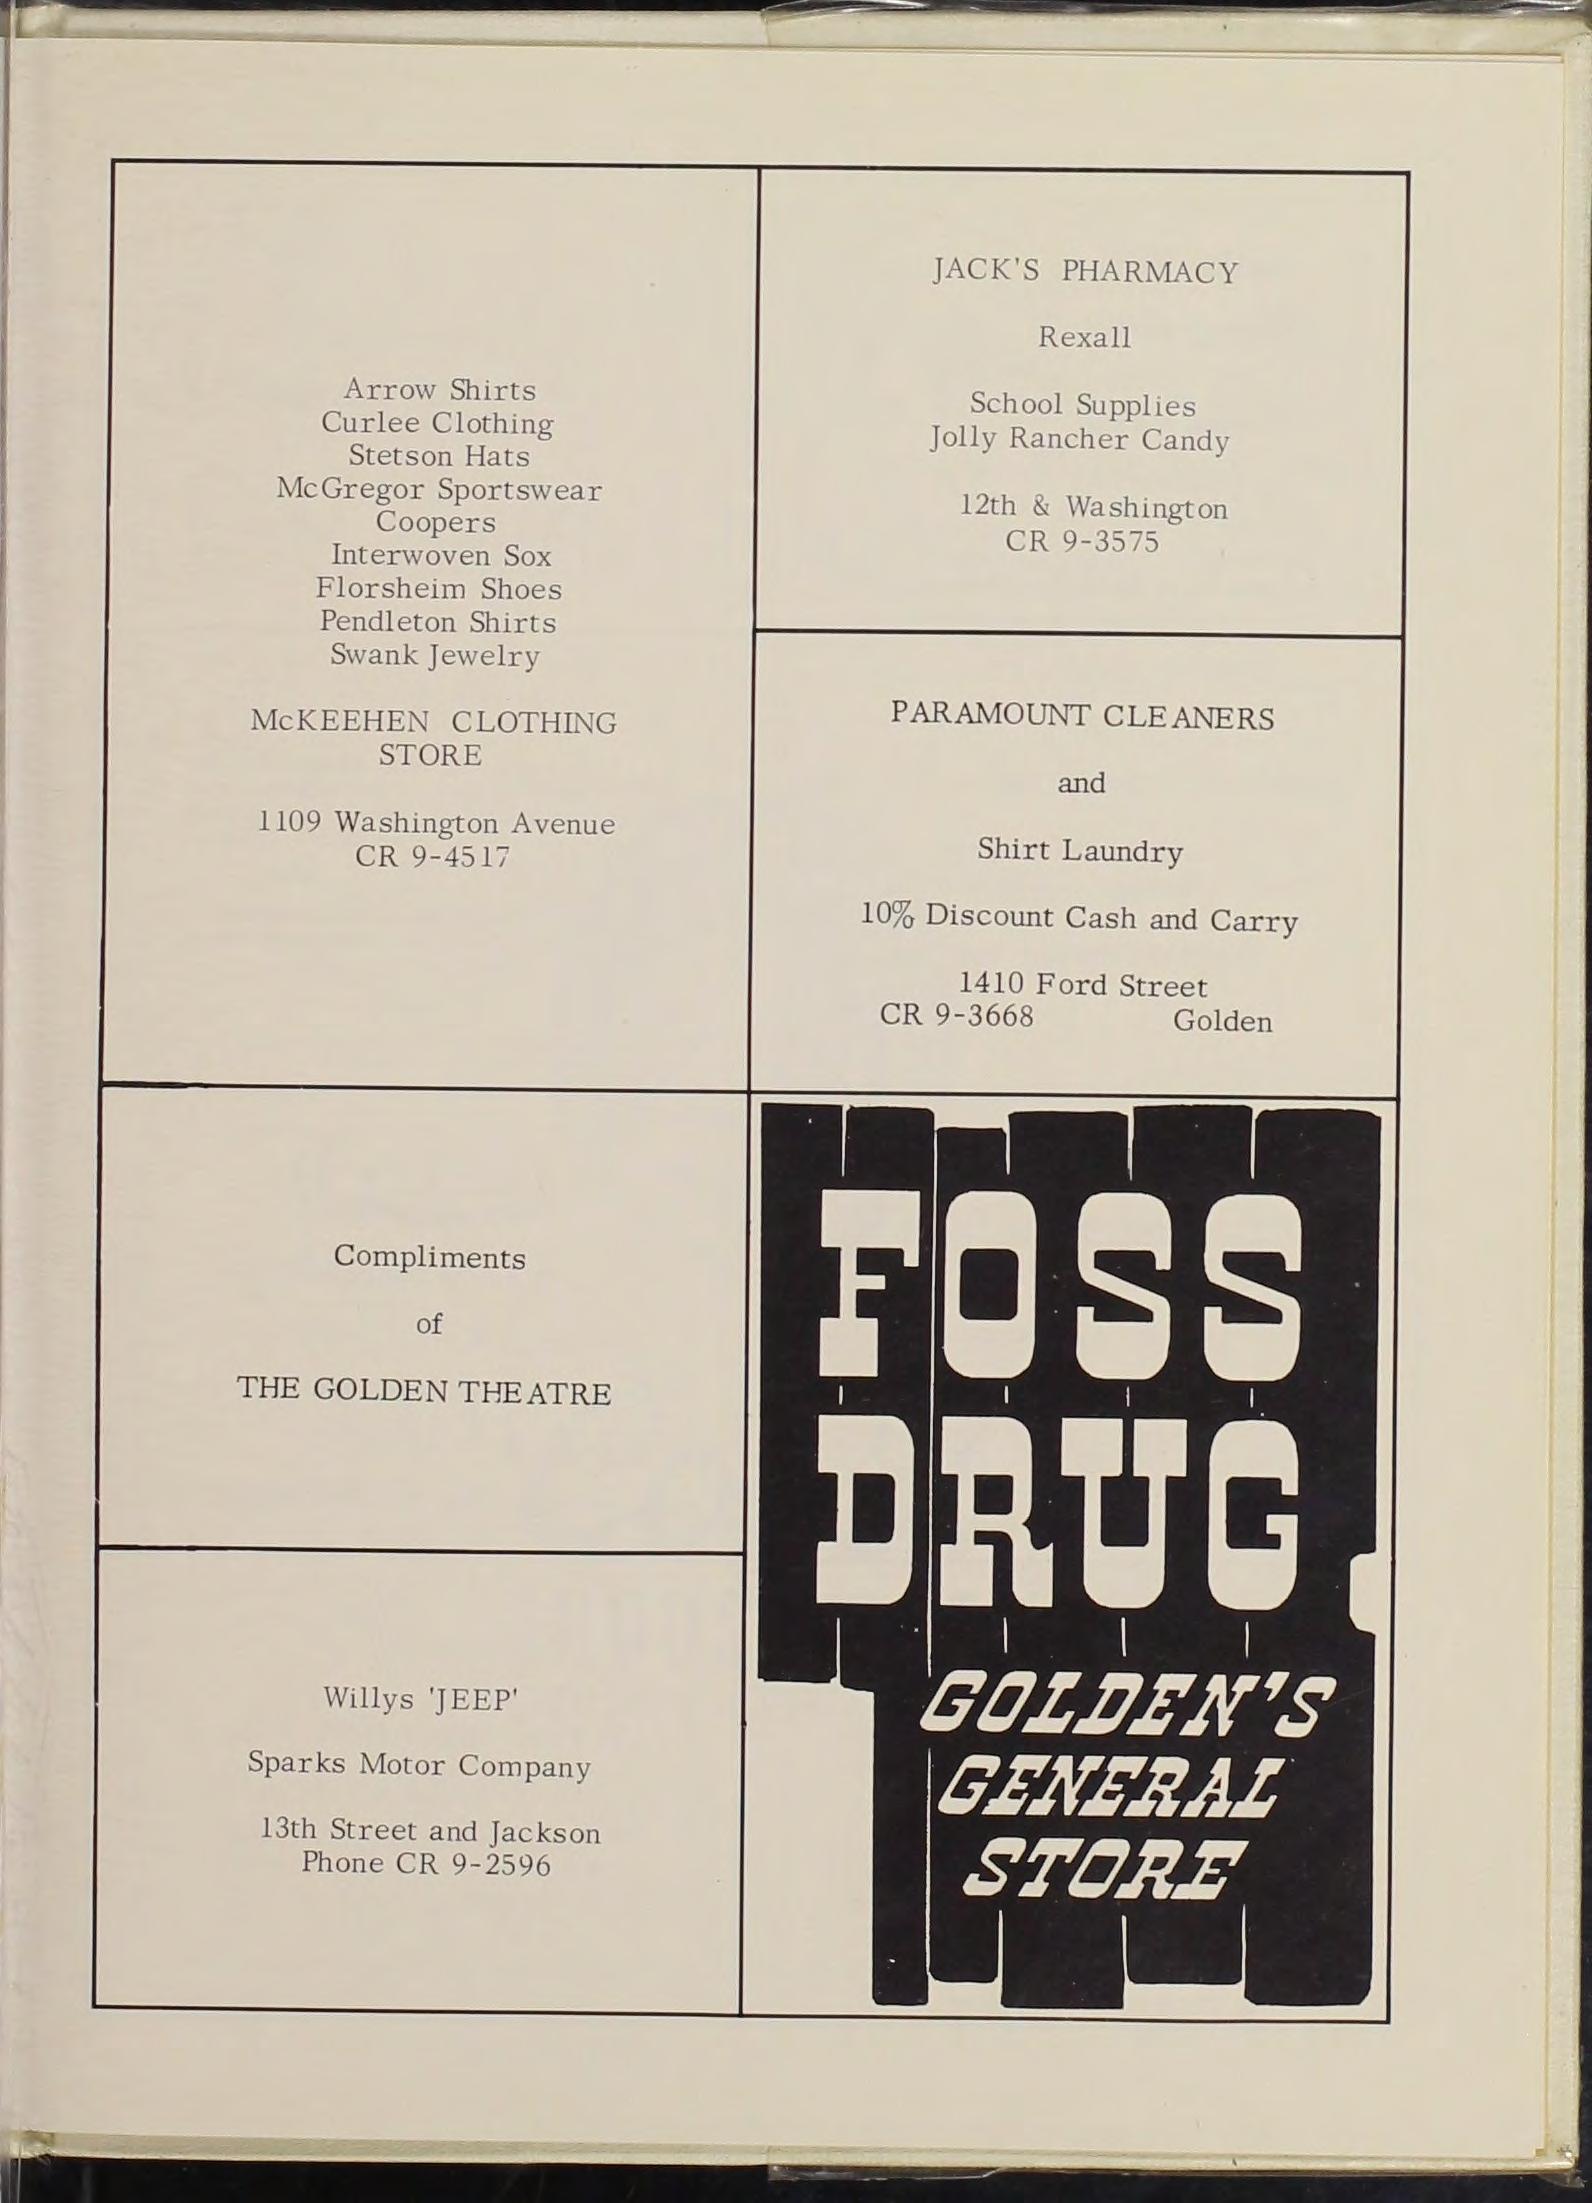 Arrow Shirts
Curlee Clothing
Stetson Hats
McGregor Sportswear
Coopers
Interwoven Sox
Florsheim Shoes
Pendleton Shirts
Swank Jewelry
McKEEHEN CLOTHING
STORE
1109 Washington Avenue
CR 9-4517
JACK'S PHARMACY
Rexall
School Supplies
Jolly Rancher Candy
12th & Washington
CR 9-3575
PARAMOUNT CLEANERS
and
Shirt Laundry
10% Discount Cash and Carry
1410 Ford Street
CR 9-3668 Golden
Compliments
of
THE GOLDEN THEATRE
Willys 'JEEP'
Sparks Motor Company
13th Street and Jackson
Phone CR 9-2596
FOSS
DRUG
GOLDEN'S
GENERAL
STORE